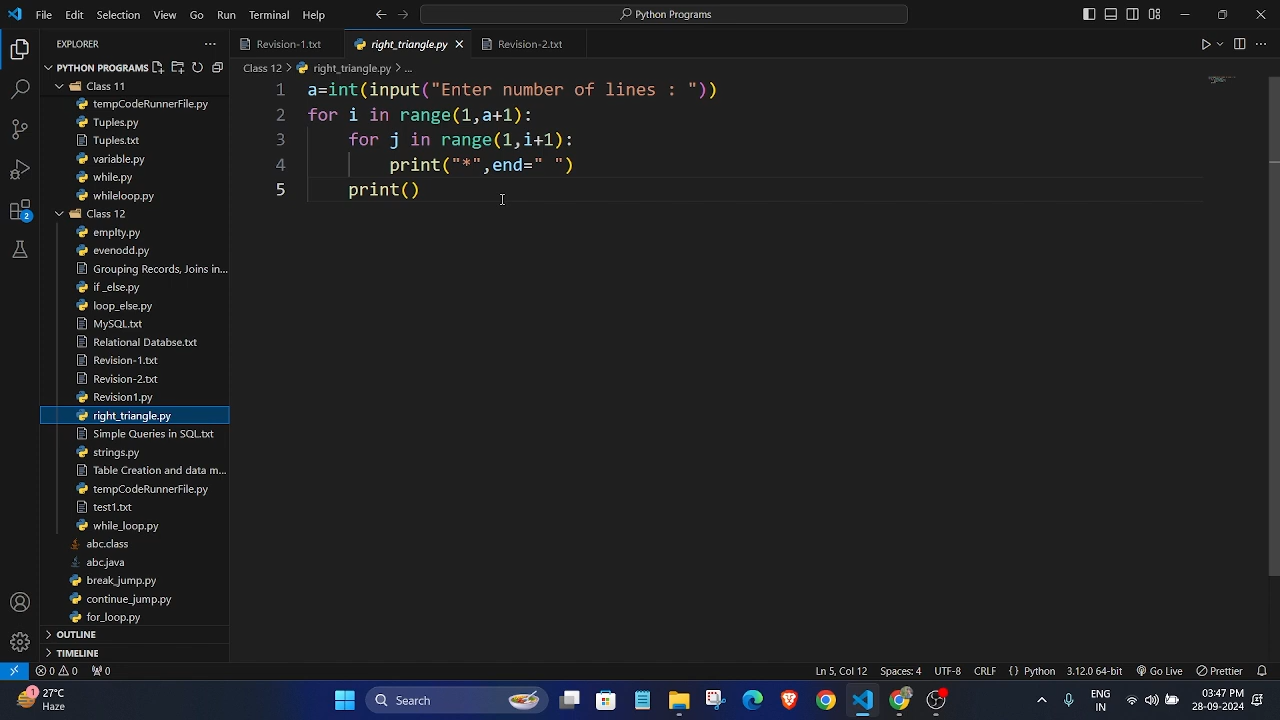 File Edit Selection View Go Run Terminal Help Python Programs
EXPLORER
Revision-1.txt right_triangle.py Revision-2.txt
PYTHON PROGRAMS
Class 12 > right_triangle.py > ...
Class 11
tempCodeRunnerFile.py
Tuples.py
Tuples.txt
variable.py
while.py
whileloop.py
Class 12
emplty.py
evenodd.py
Grouping Records, Joins in...
if _else.py
loop_else.py
MySQL.txt
Relational Databse.txt
Revision-1.txt
Revision-2.txt
Revision1.py
right_triangle.py
Simple Queries in SQL.txt
strings.py
Table Creation and data m...
tempCodeRunnerFile.py
test1.txt
while_loop.py
abc.class
abc.java
break_jump.py
continue_jump.py
for_loop.py
OUTLINE
TIMELINE
1 a=int(input("Enter number of lines : "))
2 for i in range(1,a+1):
3 for j in range(1,i+1):
4 print("*",end=" ")
5 print()
2
0 0 0 Ln 5, Col 12 Spaces: 4 UTF-8 CRLF {} Python 3.12.0 64-bit Go Live Prettier
1
27°C
Haze
Search
ENG
IN
03:47 PM
28-09-2024